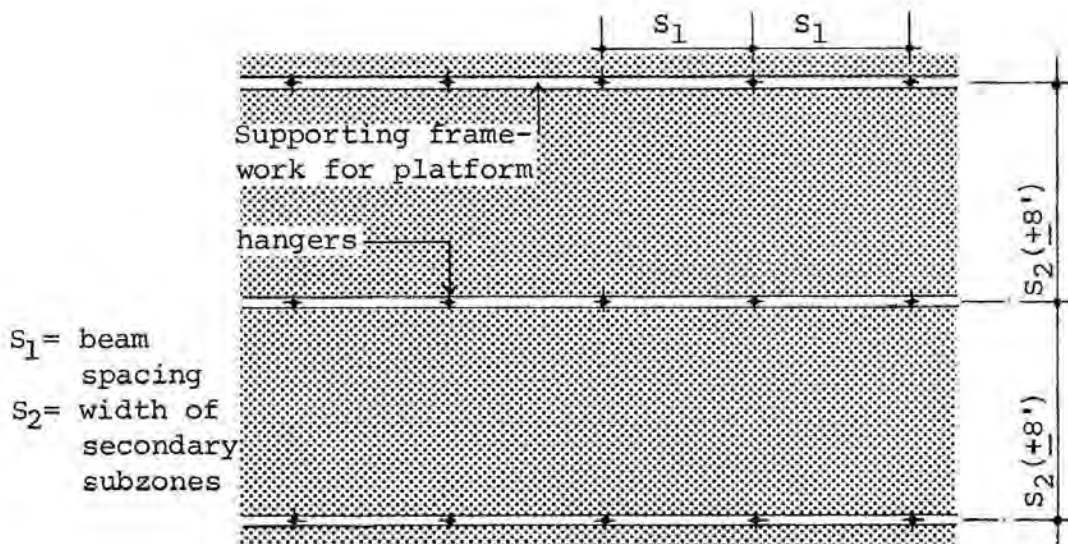 S₁ S₁
Supporting frame-
work for platform
hangers
S₁= beam
spacing
S₂= width of
secondary
subzones
S₂(±8')
S₂(±8')